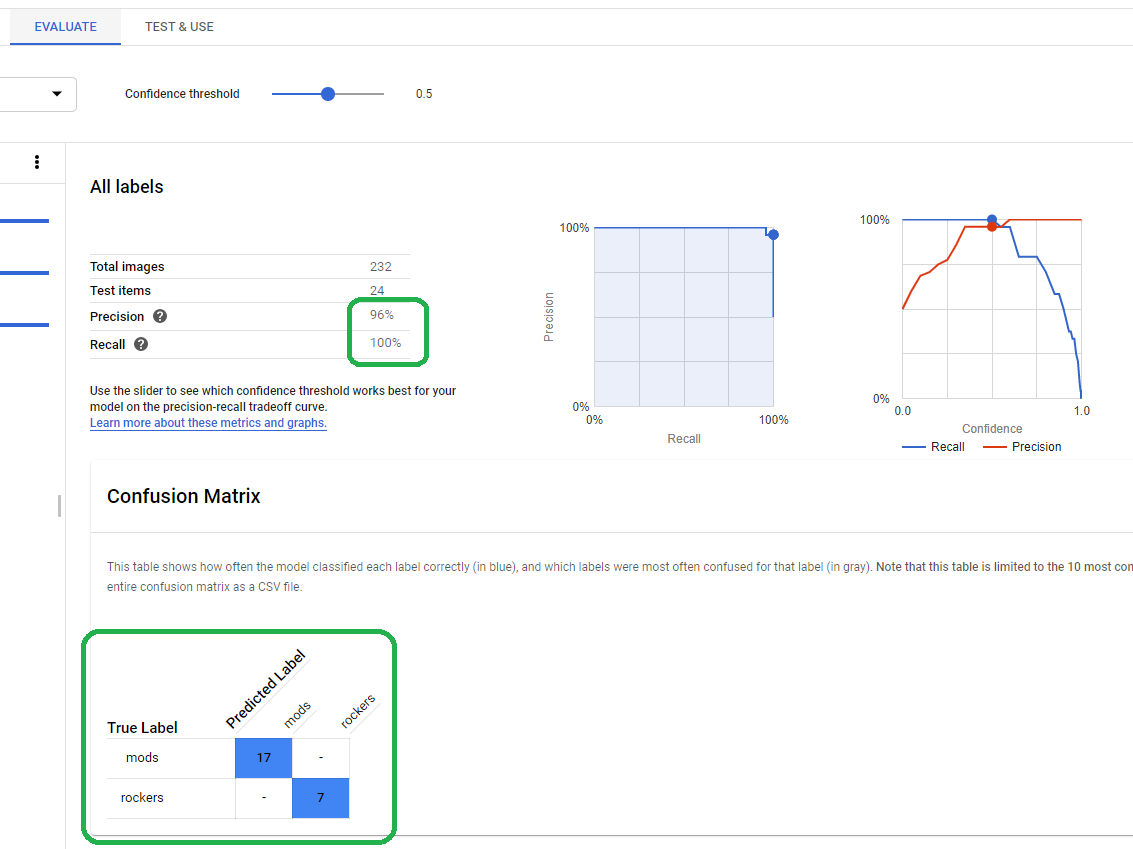 EVALUATE TEST & USE
Confidence threshold 0.5
All labels
Total images 232
Test items 24
Precision ? 96%
Recall ? 100%
Use the slider to see which confidence threshold works best for your
model on the precision-recall tradeoff curve.
Learn more about these metrics and graphs.
100%
Precision
0%
0% 100%
Recall
100%
0%
0.0 1.0
Confidence
Recall Precision
Confusion Matrix
This table shows how often the model classified each label correctly (in blue), and which labels were most often confused for that label (in gray). Note that this table is limited to the 10 most con
entire confusion matrix as a CSV file.
Predicted Label
mods
rockers
True Label
mods 17 -
rockers - 7